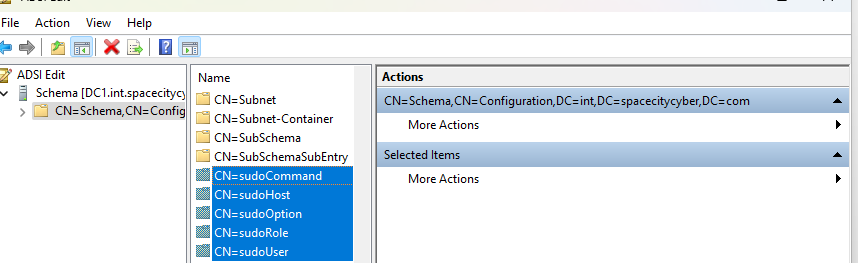 File Action View Help
ADSI Edit
Schema [DC1.int.spacecitycy
CN=Schema,CN=Config
Name
CN=Subnet
CN=Subnet-Container
CN=SubSchema
CN=SubSchemaSubEntry
CN=sudoCommand
CN=sudoHost
CN=sudoOption
CN=sudoRole
CN=sudoUser
Actions
CN=Schema,CN=Configuration,DC=int,DC=spacecitycyber,DC=com
More Actions
Selected Items
More Actions